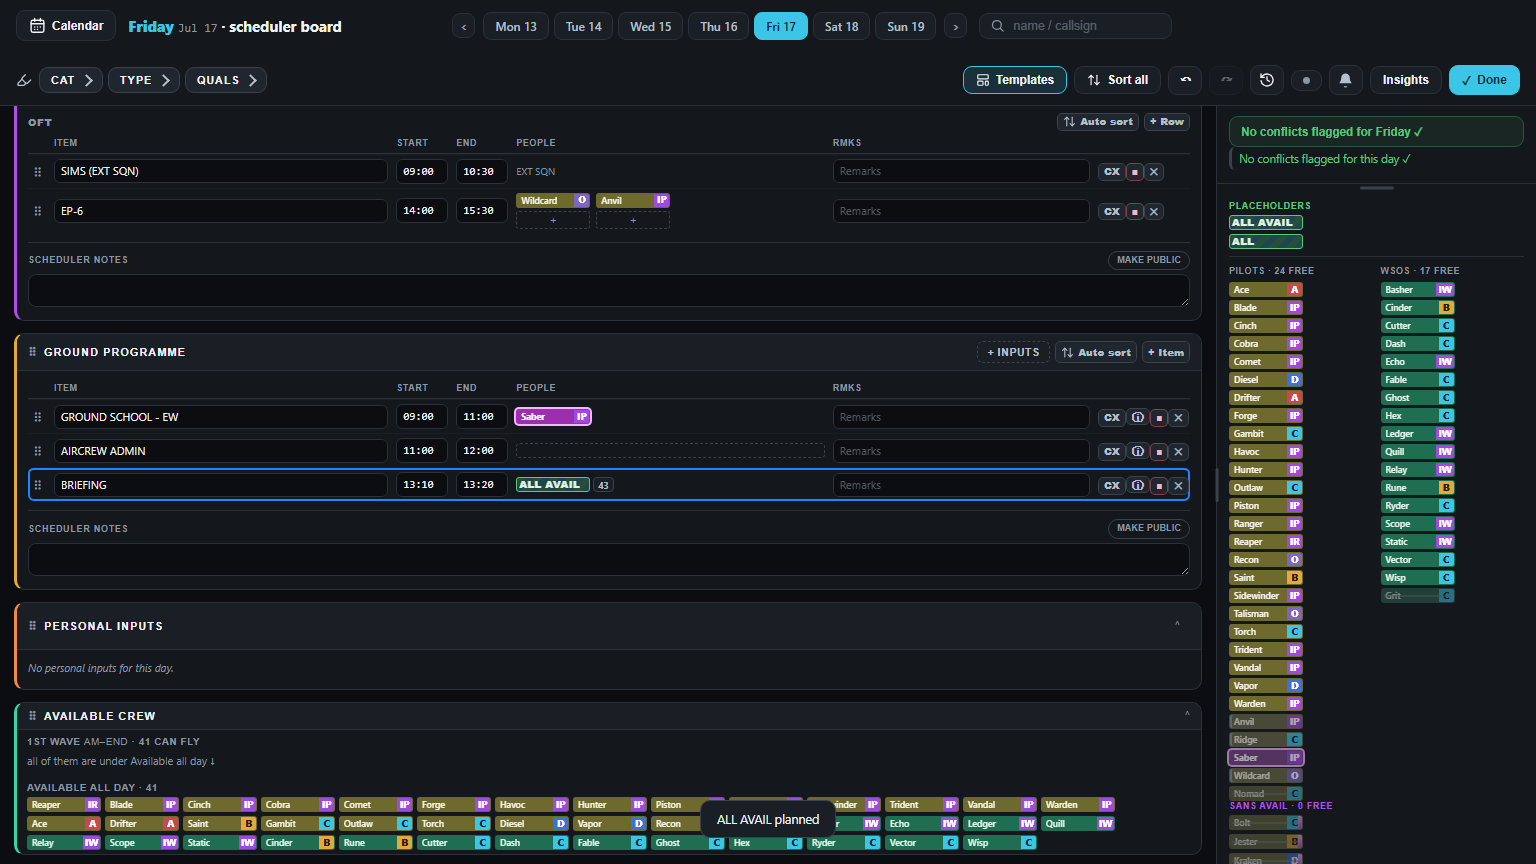 Calendar Friday Jul 17 · scheduler board ‹ Mon 13 Tue 14 Wed 15 Thu 16 Fri 17 Sat 18 Sun 19 › name / callsign
CAT TYPE QUALS Templates Sort all Insights ✓ Done
OFT Auto sort + Row
ITEM START END PEOPLE RMKS
SIMS (EXT SQN) 09:00 10:30 EXT SQN Remarks CX
EP-6 14:00 15:30 Wildcard O Anvil IP Remarks CX
+ +
SCHEDULER NOTES MAKE PUBLIC
GROUND PROGRAMME + INPUTS Auto sort + Item
ITEM START END PEOPLE RMKS
GROUND SCHOOL - EW 09:00 11:00 Saber IP Remarks CX
AIRCREW ADMIN 11:00 12:00 Remarks CX
BRIEFING 13:10 13:20 ALL AVAIL 43 Remarks CX
SCHEDULER NOTES MAKE PUBLIC
PERSONAL INPUTS
No personal inputs for this day.
AVAILABLE CREW
1ST WAVE AM–END · 41 CAN FLY
all of them are under Available all day ↓
AVAILABLE ALL DAY · 41
Reaper IR Blade IP Cinch IP Cobra IP Comet IP Forge IP Havoc IP Hunter IP Piston inder IP Trident IP Vandal IP Warden IP
Ace A Drifter A Saint B Gambit C Outlaw C Torch C Diesel D Vapor D Recon IW Echo IW Ledger IW Quill IW
Relay IW Scope IW Static IW Cinder B Rune B Cutter C Dash C Fable C Ghost C Hex C Ryder C Vector C Wisp C
ALL AVAIL planned
No conflicts flagged for Friday ✓
No conflicts flagged for this day ✓
PLACEHOLDERS
ALL AVAIL
ALL
PILOTS · 24 FREE
Ace A
Blade IP
Cinch IP
Cobra IP
Comet IP
Diesel D
Drifter A
Forge IP
Gambit C
Havoc IP
Hunter IP
Outlaw C
Piston IP
Ranger IP
Reaper IR
Recon O
Saint B
Sidewinder IP
Talisman O
Torch C
Trident IP
Vandal IP
Vapor D
Warden IP
Anvil IP
Ridge C
Saber IP
Wildcard O
Nomad C
SANS AVAIL · 0 FREE
Bolt C
Jester B
Kraken D
WSOS · 17 FREE
Basher IW
Cinder B
Cutter C
Dash C
Echo IW
Fable C
Ghost C
Hex C
Ledger IW
Quill IW
Relay IW
Rune B
Ryder C
Scope IW
Static IW
Vector C
Wisp C
Grit C